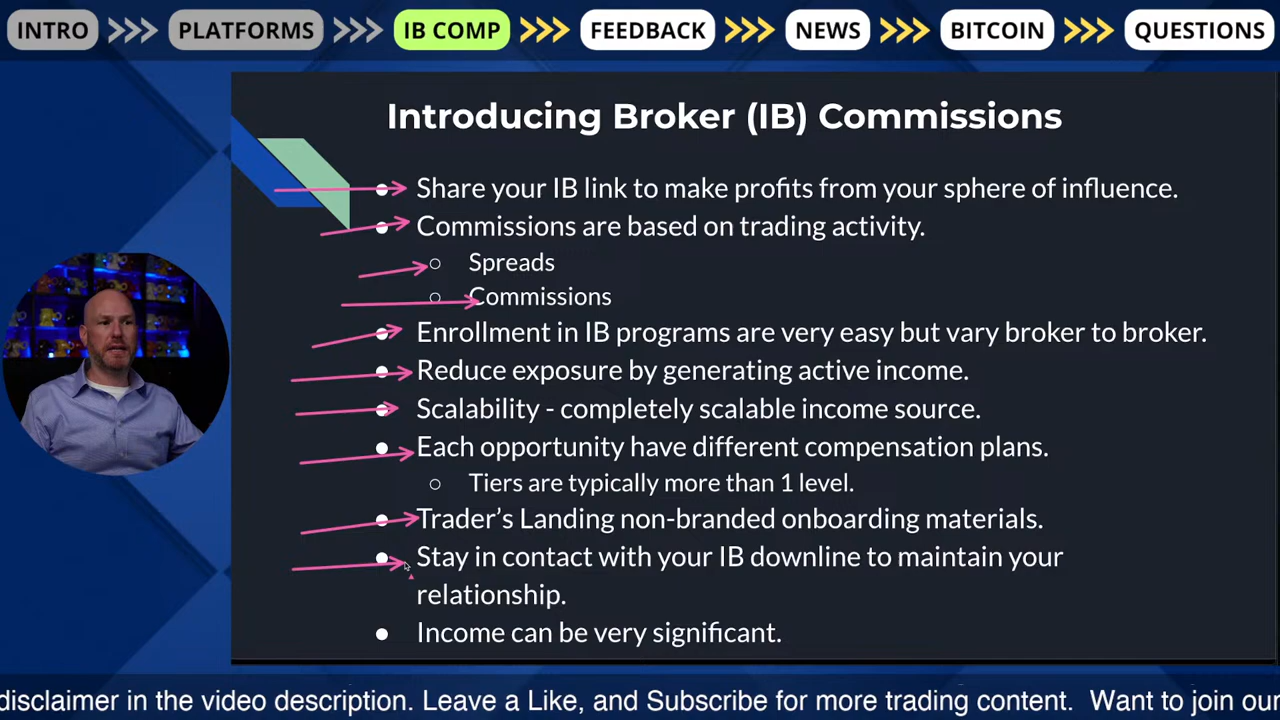 INTRO >>> PLATFORMS >>> IB COMP >>> FEEDBACK >>> NEWS >>> BITCOIN >>> QUESTIONS
Introducing Broker (IB) Commissions
● Share your IB link to make profits from your sphere of influence.
● Commissions are based on trading activity.
○ Spreads
○ Commissions
● Enrollment in IB programs are very easy but vary broker to broker.
● Reduce exposure by generating active income.
● Scalability - completely scalable income source.
● Each opportunity have different compensation plans.
○ Tiers are typically more than 1 level.
● Trader's Landing non-branded onboarding materials.
● Stay in contact with your IB downline to maintain your
relationship.
● Income can be very significant.
disclaimer in the video description. Leave a Like, and Subscribe for more trading content. Want to join our